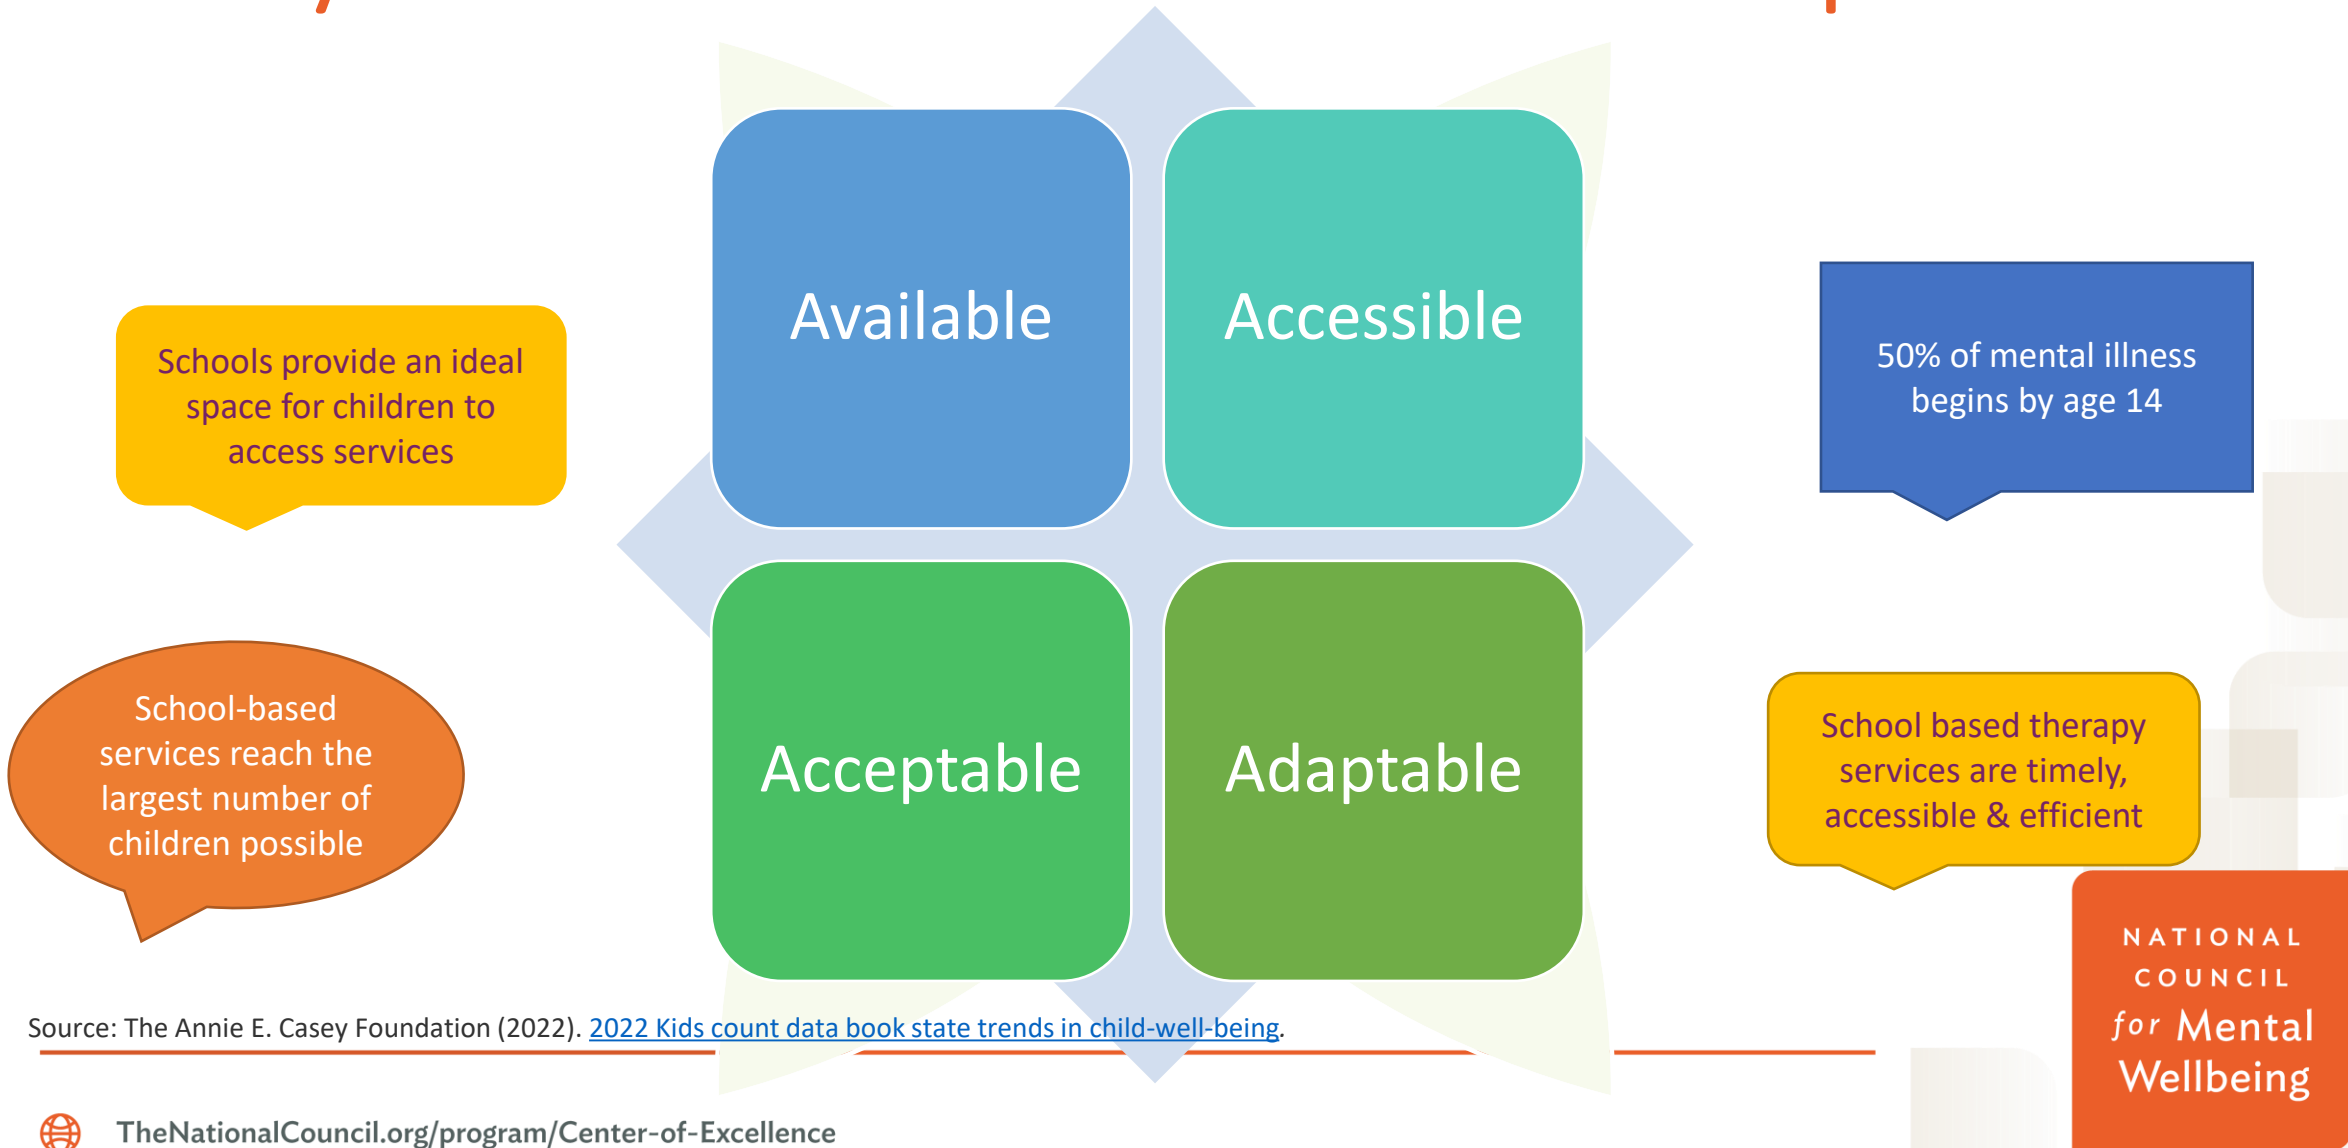 Available
Accessible
Schools provide an ideal
space for children to
access services
50% of mental illness
begins by age 14
Acceptable
Adaptable
School-based
services reach the
largest number of
children possible
School based therapy
services are timely,
accessible & efficient
Source: The Annie E. Casey Foundation (2022). 2022 Kids count data book state trends in child-well-being.
NATIONAL
COUNCIL
for Mental
Wellbeing
TheNationalCouncil.org/program/Center-of-Excellence